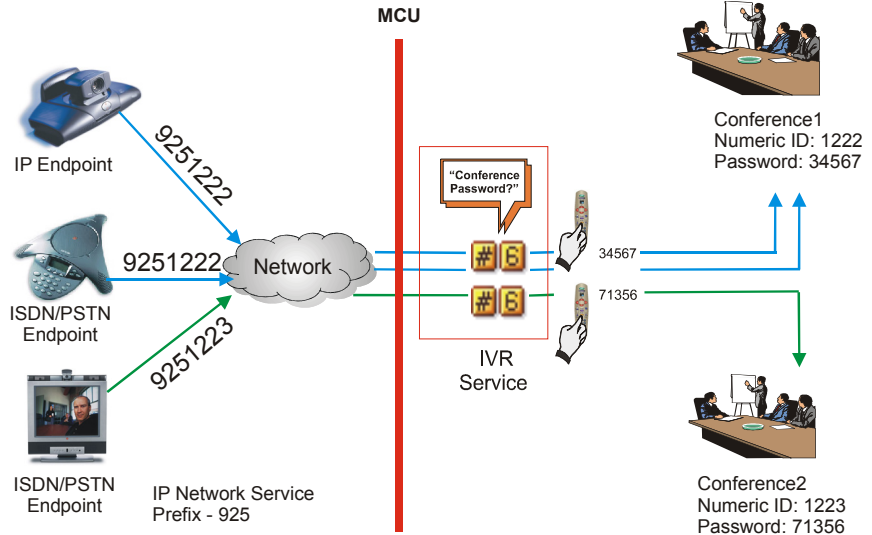 MCU
IP Endpoint
9251222
ISDN/PSTN
Endpoint
9251222
ISDN/PSTN
Endpoint
9251223
Network
IP Network Service
Prefix - 925
“Conference
Password?”
#6
#6
IVR
Service
34567
71356
Conference1
Numeric ID: 1222
Password: 34567
Conference2
Numeric ID: 1223
Password: 71356